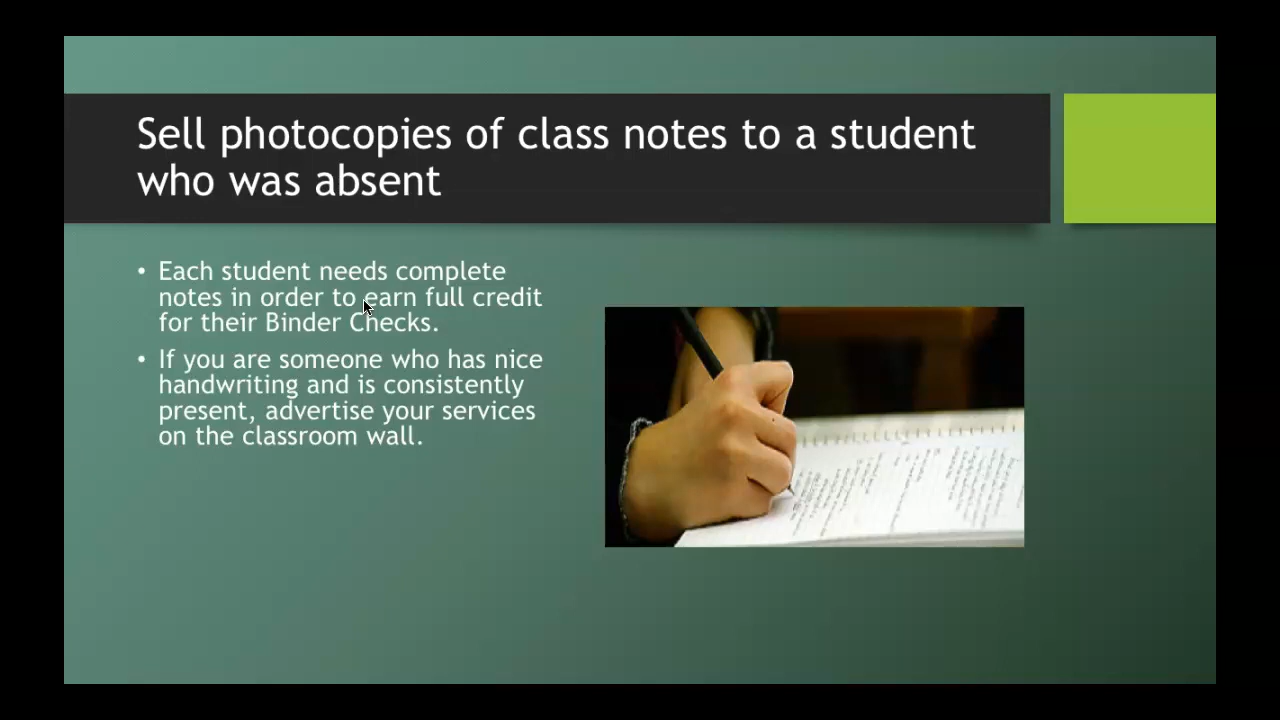 Sell photocopies of class notes to a student
who was absent
• Each student needs complete
notes in order to earn full credit
for their Binder Checks.
• If you are someone who has nice
handwriting and is consistently
present, advertise your services
on the classroom wall.